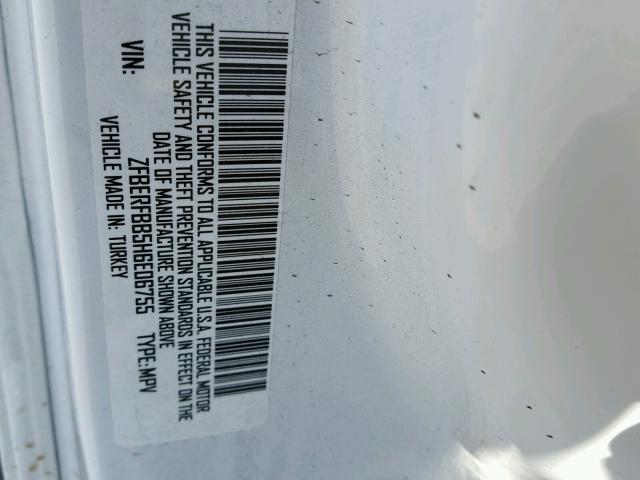 THIS VEHICLE CONFORMS TO ALL APPLICABLE U.S.A. FEDERAL MOTOR
VEHICLE SAFETY AND THEFT PREVENTION STANDARDS IN EFFECT ON THE
DATE OF MANUFACTURE SHOWN ABOVE
VIN: ZFBERFBB5H6E06755 TYPE: MPV
VEHICLE MADE IN: TURKEY